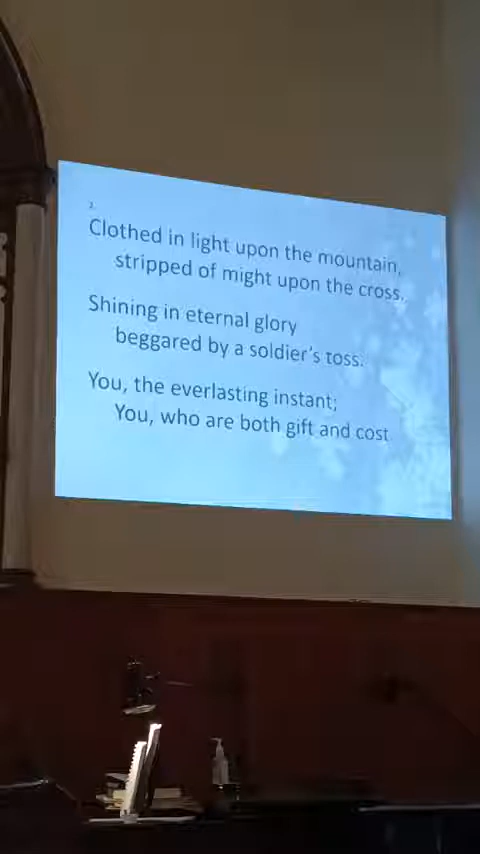 2.
Clothed in light upon the mountain,
stripped of might upon the cross.
Shining in eternal glory
beggared by a soldier's toss.
You, the everlasting instant;
You, who are both gift and cost